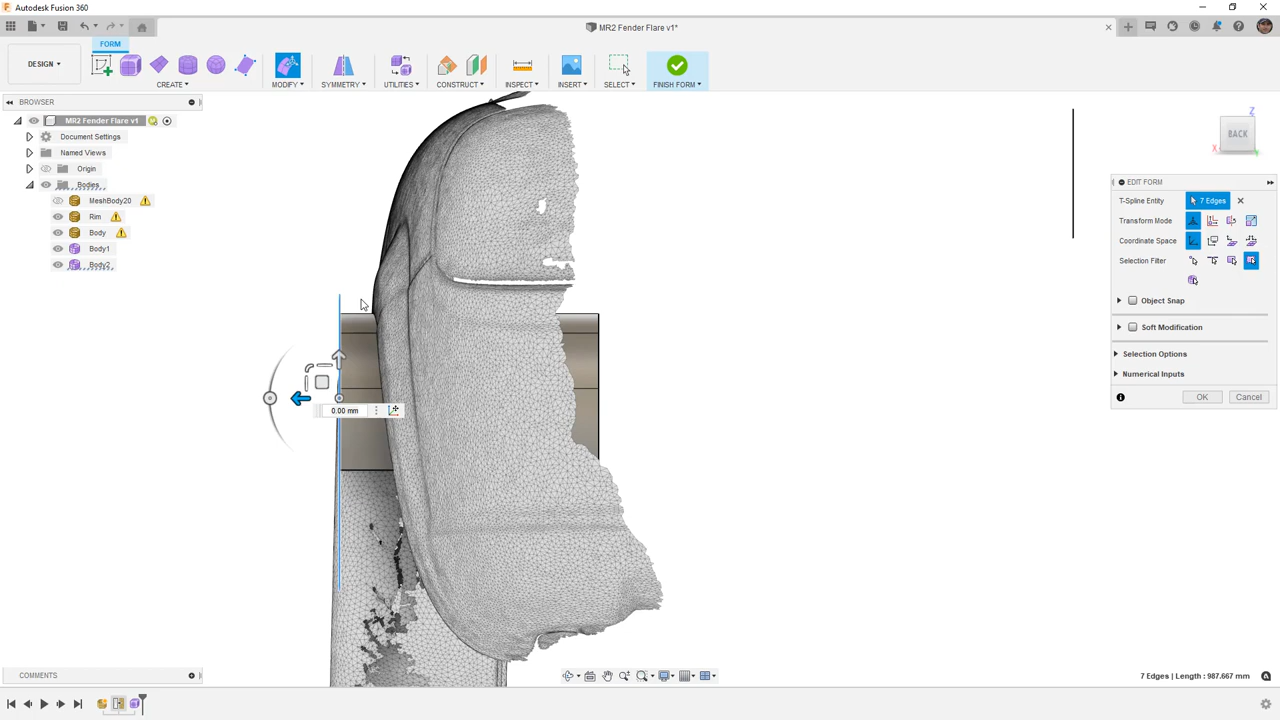 Autodesk Fusion 360
MR2 Fender Flare v1*
FORM
DESIGN
CREATE
MODIFY
SYMMETRY
UTILITIES
CONSTRUCT
INSPECT
INSERT
SELECT
FINISH FORM
BROWSER
MR2 Fender Flare v1
Document Settings
Named Views
Origin
Bodies
MeshBody20
Rim
Body
Body1
Body2
Z
BACK
X
EDIT FORM
T-Spline Entity
7 Edges
Transform Mode
Coordinate Space
Selection Filter
Object Snap
Soft Modification
Selection Options
Numerical Inputs
OK
Cancel
0.00 mm
COMMENTS
7 Edges | Length : 987.667 mm